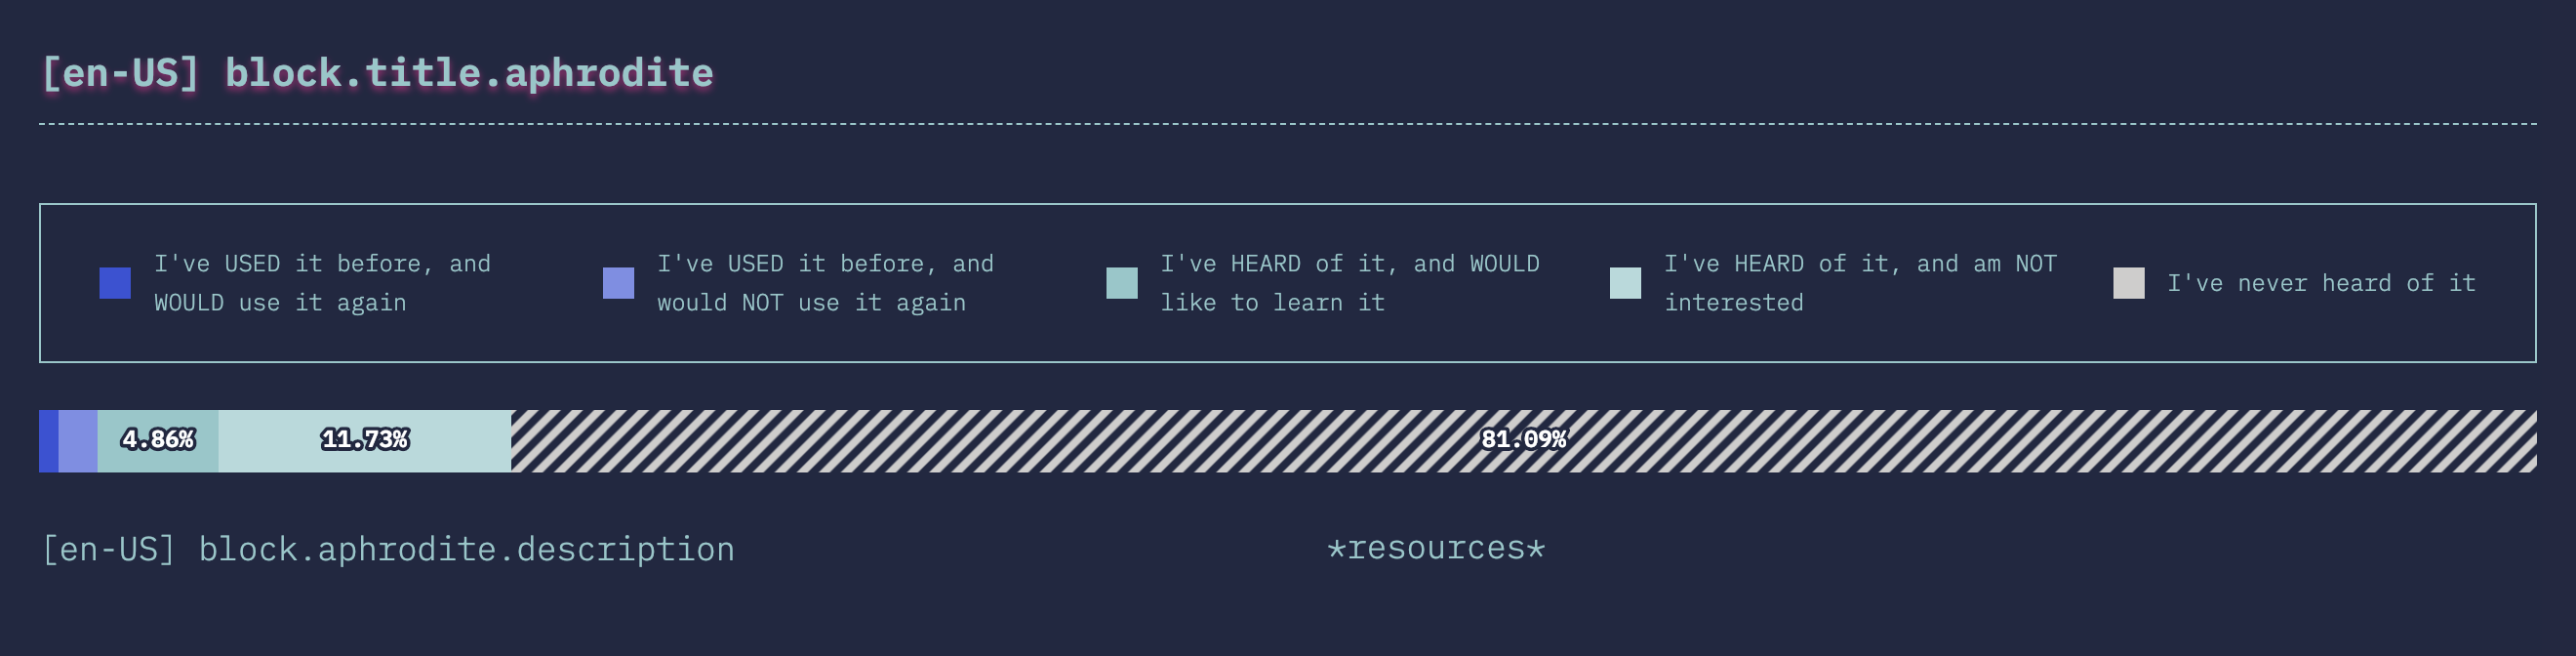 [en-US] block.title.aphrodite
I've USED it before, and
WOULD use it again
I've USED it before, and
would NOT use it again
I've HEARD of it, and WOULD
like to learn it
I've HEARD of it, and am NOT
interested
I've never heard of it
4.86%
11.73%
81.09%
[en-US] block.aphrodite.description
*resources*